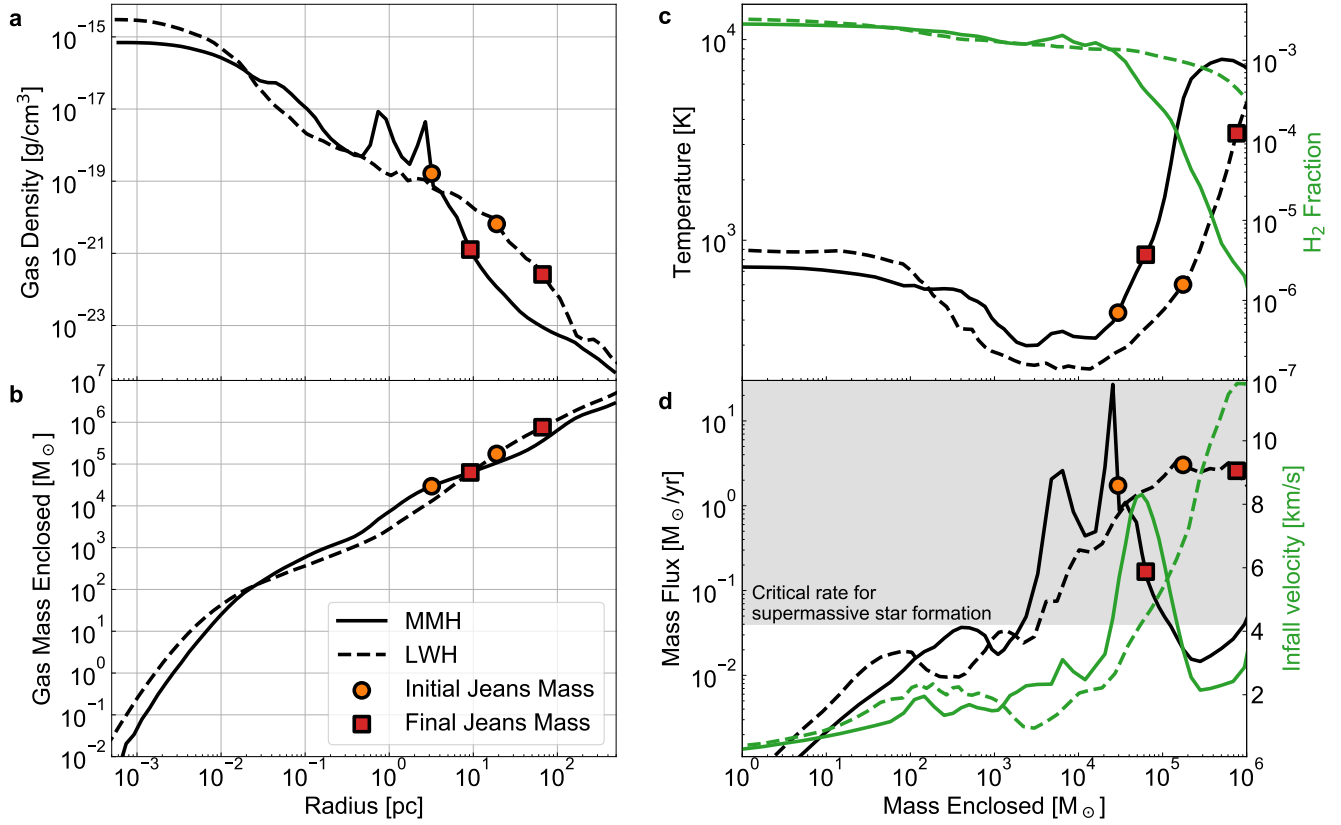 a
Gas Density [g/cm³]
10⁻¹⁵
10⁻¹⁷
10⁻¹⁹
10⁻²¹
10⁻²³
b
Gas Mass Enclosed [M☉]
10⁷
10⁶
10⁵
10⁴
10³
10²
10¹
10⁰
10⁻¹
10⁻²
MMH
LWH
Initial Jeans Mass
Final Jeans Mass
10⁻³ 10⁻² 10⁻¹ 10⁰ 10¹ 10²
Radius [pc]
c
Temperature [K]
10⁴
10³
H₂ Fraction
10⁻³
10⁻⁴
10⁻⁵
10⁻⁶
10⁻⁷
d
Mass Flux [M☉/yr]
10¹
10⁰
10⁻¹
10⁻²
Critical rate for
supermassive star formation
Infall velocity [km/s]
10
8
6
4
2
10⁰ 10¹ 10² 10³ 10⁴ 10⁵ 10⁶
Mass Enclosed [M☉]